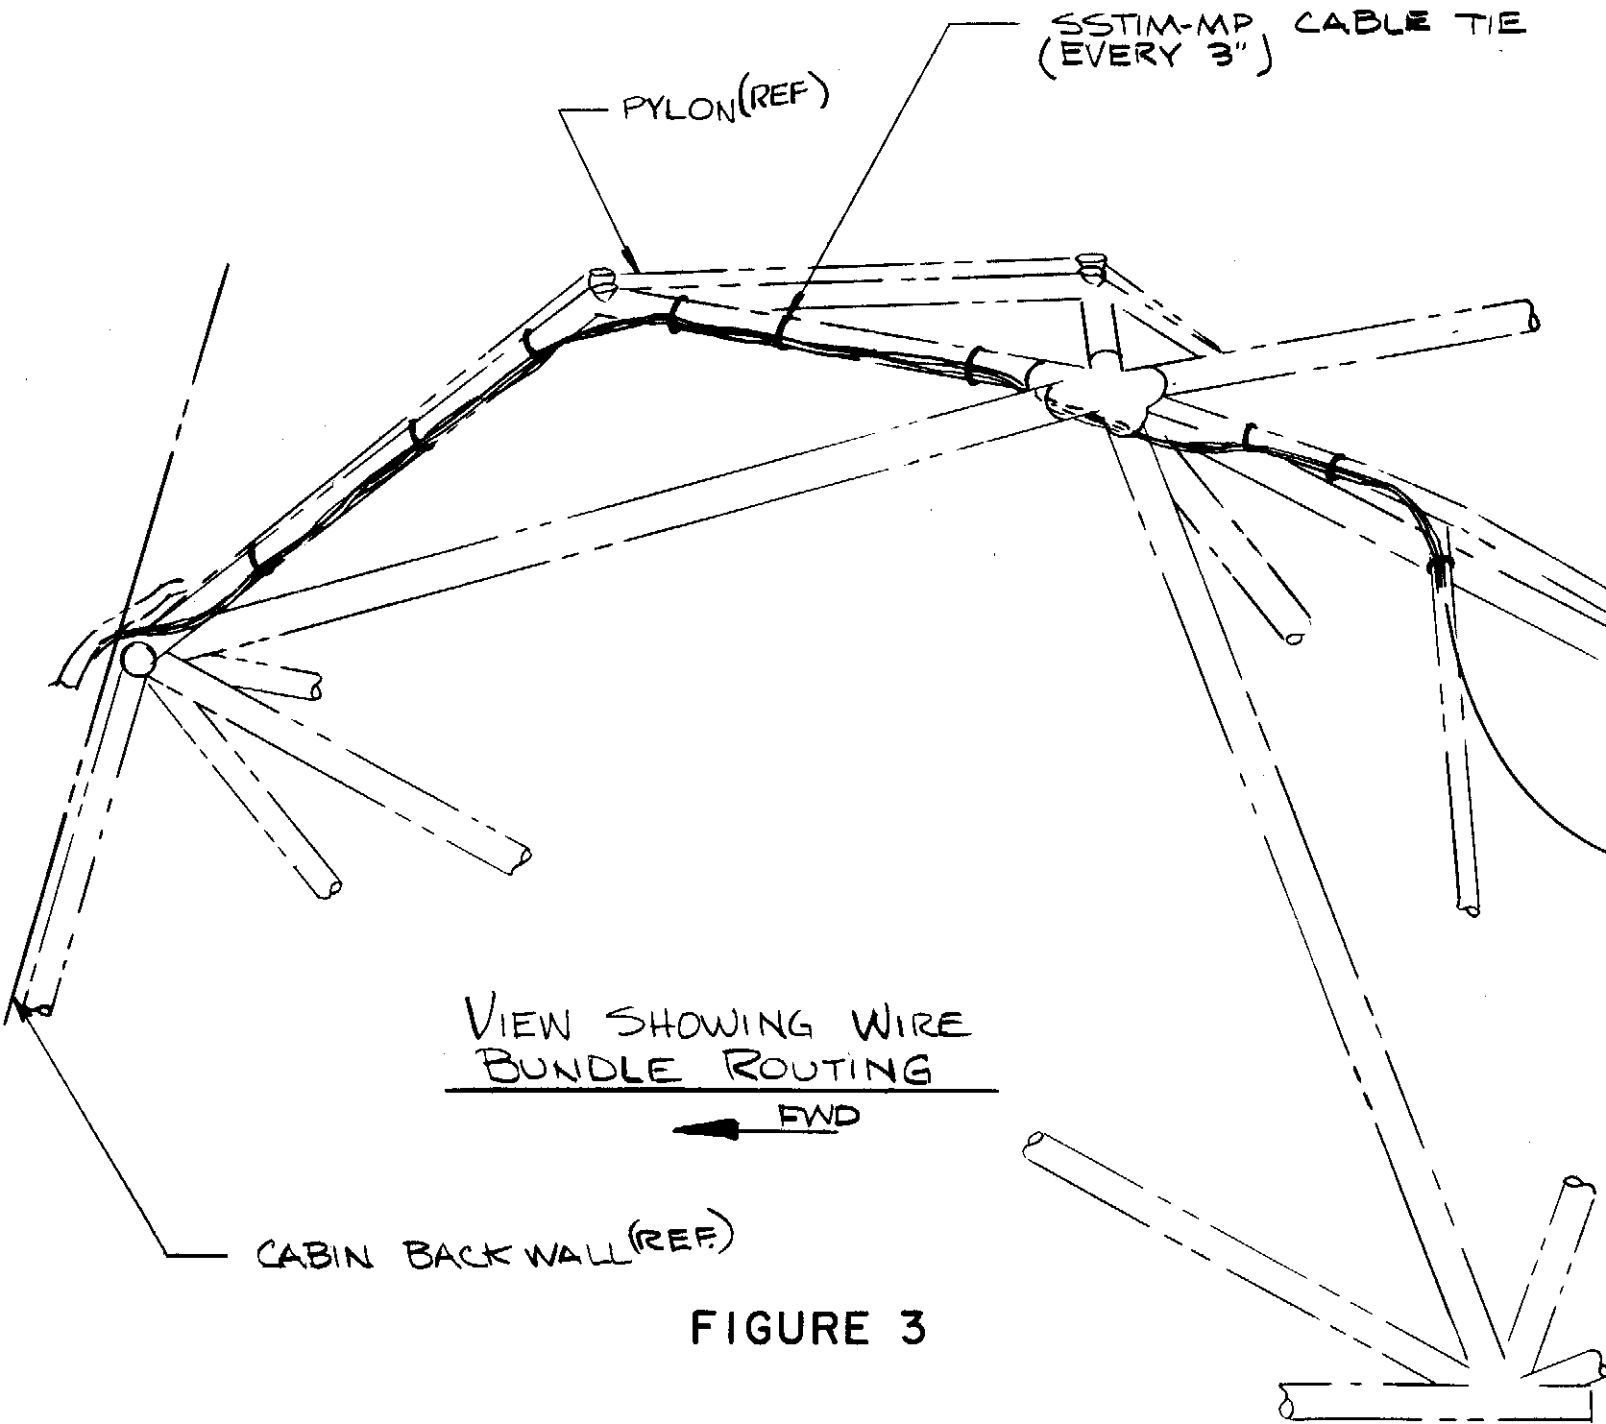 SSTIM-MP CABLE TIE
(EVERY 3")
PYLON (REF)
VIEW SHOWING WIRE
BUNDLE ROUTING
FWD
CABIN BACK WALL (REF.)
FIGURE 3